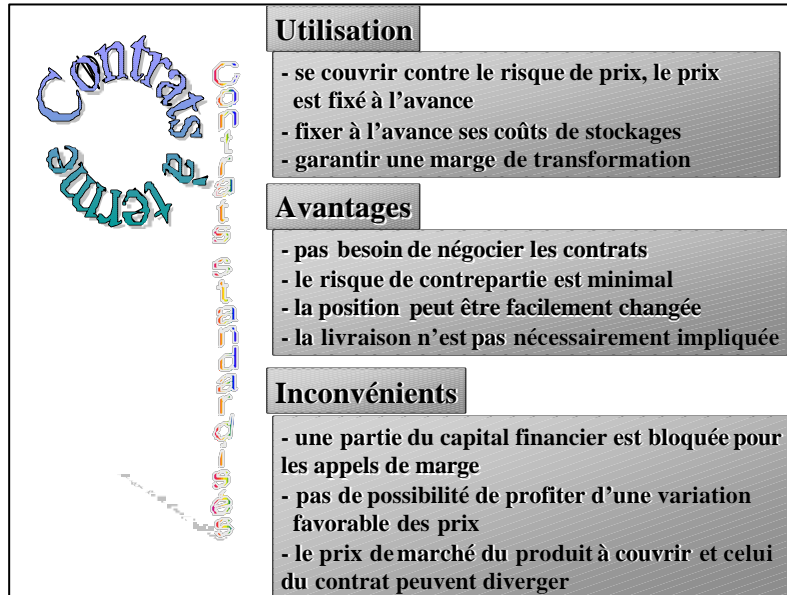 Contrats à terme
Contrats standardisés
Utilisation
- se couvrir contre le risque de prix, le prix
est fixé à l’avance
- fixer à l’avance ses coûts de stockages
- garantir une marge de transformation
Avantages
- pas besoin de négocier les contrats
- le risque de contrepartie est minimal
- la position peut être facilement changée
- la livraison n’est pas nécessairement impliquée
Inconvénients
- une partie du capital financier est bloquée pour
les appels de marge
- pas de possibilité de profiter d’une variation
favorable des prix
- le prix de marché du produit à couvrir et celui
du contrat peuvent diverger